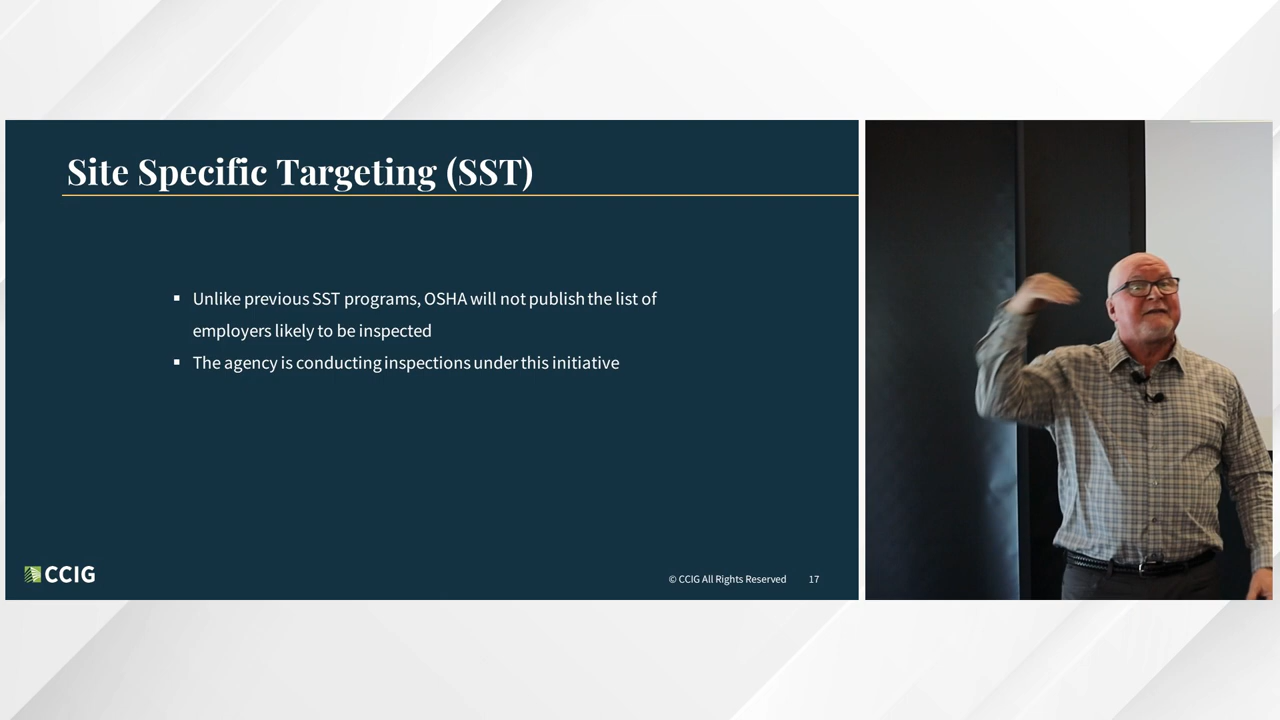 Site Specific Targeting (SST)
▪ Unlike previous SST programs, OSHA will not publish the list of
employers likely to be inspected
▪ The agency is conducting inspections under this initiative
CCIG
© CCIG All Rights Reserved 17